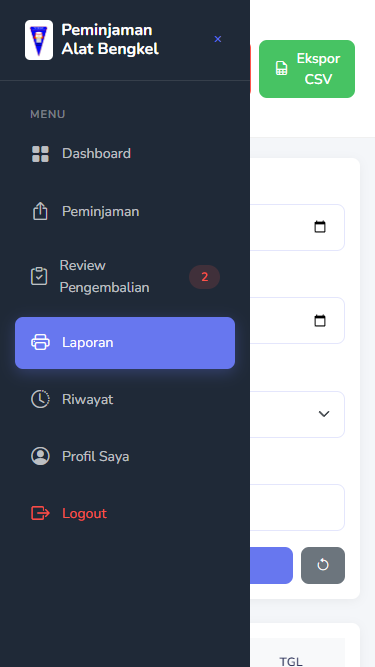 Peminjaman
Alat Bengkel
×
MENU
Dashboard
Peminjaman
Review
Pengembalian
2
Laporan
Riwayat
Profil Saya
Logout
Ekspor
CSV
TGL